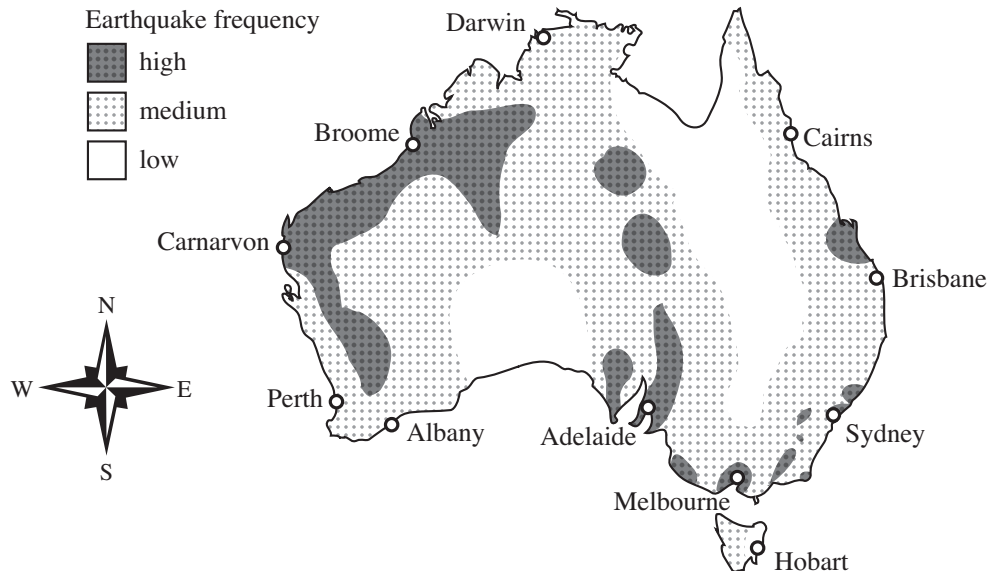 Earthquake frequency
high
medium
low
Darwin
Broome
Cairns
Carnarvon
Brisbane
N
W
E
S
Perth
Albany
Adelaide
Sydney
Melbourne
Hobart